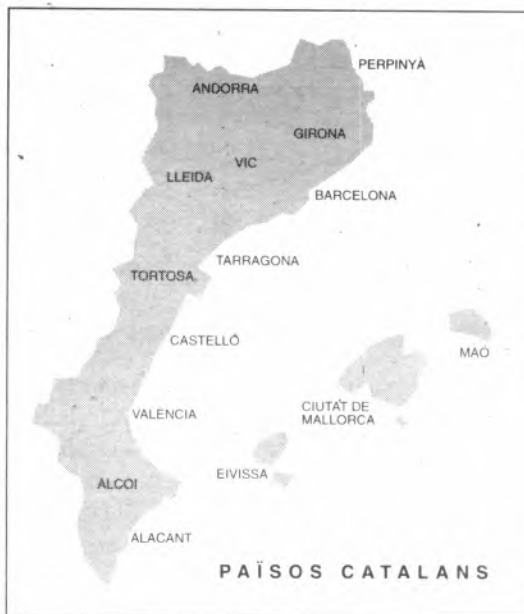 PERPINYÀ
ANDORRA
GIRONA
VIC
LLEIDA
BARCELONA
TARRAGONA
TORTOSA
CASTELLÓ
MAÓ
CIUTAT DE
MALLORCA
VALÈNCIA
EIVISSA
ALCOI
ALACANT
PAÏSOS CATALANS